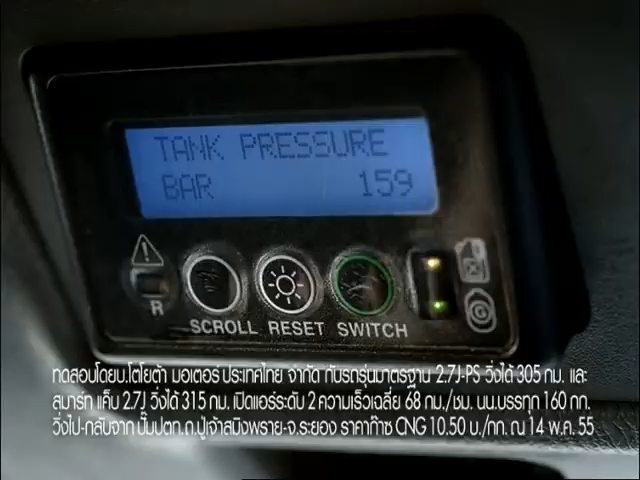 TANK PRESSURE
BAR 159
R
SCROLL RESET SWITCH
G
ทดสอบโดยบ.โตโยต้า มอเตอร์ ประเทศไทย จำกัด กับรถรุ่นมาตรฐาน 2.7J-PS วิ่งได้ 305 กม. และ
สมาร์ท แค็บ 2.7J วิ่งได้ 315 กม. เปิดแอร์ระดับ 2 ความเร็วเฉลี่ย 68 กม./ชม. นน.บรรทุก 160 กก.
วิ่งไป-กลับจาก ปั๊มปตท.ถ.ปู่เจ้าสมิงพราย-จ.ระยอง ราคาก๊าซ CNG 10.50 บ./กก. ณ 14 พ.ค. 55